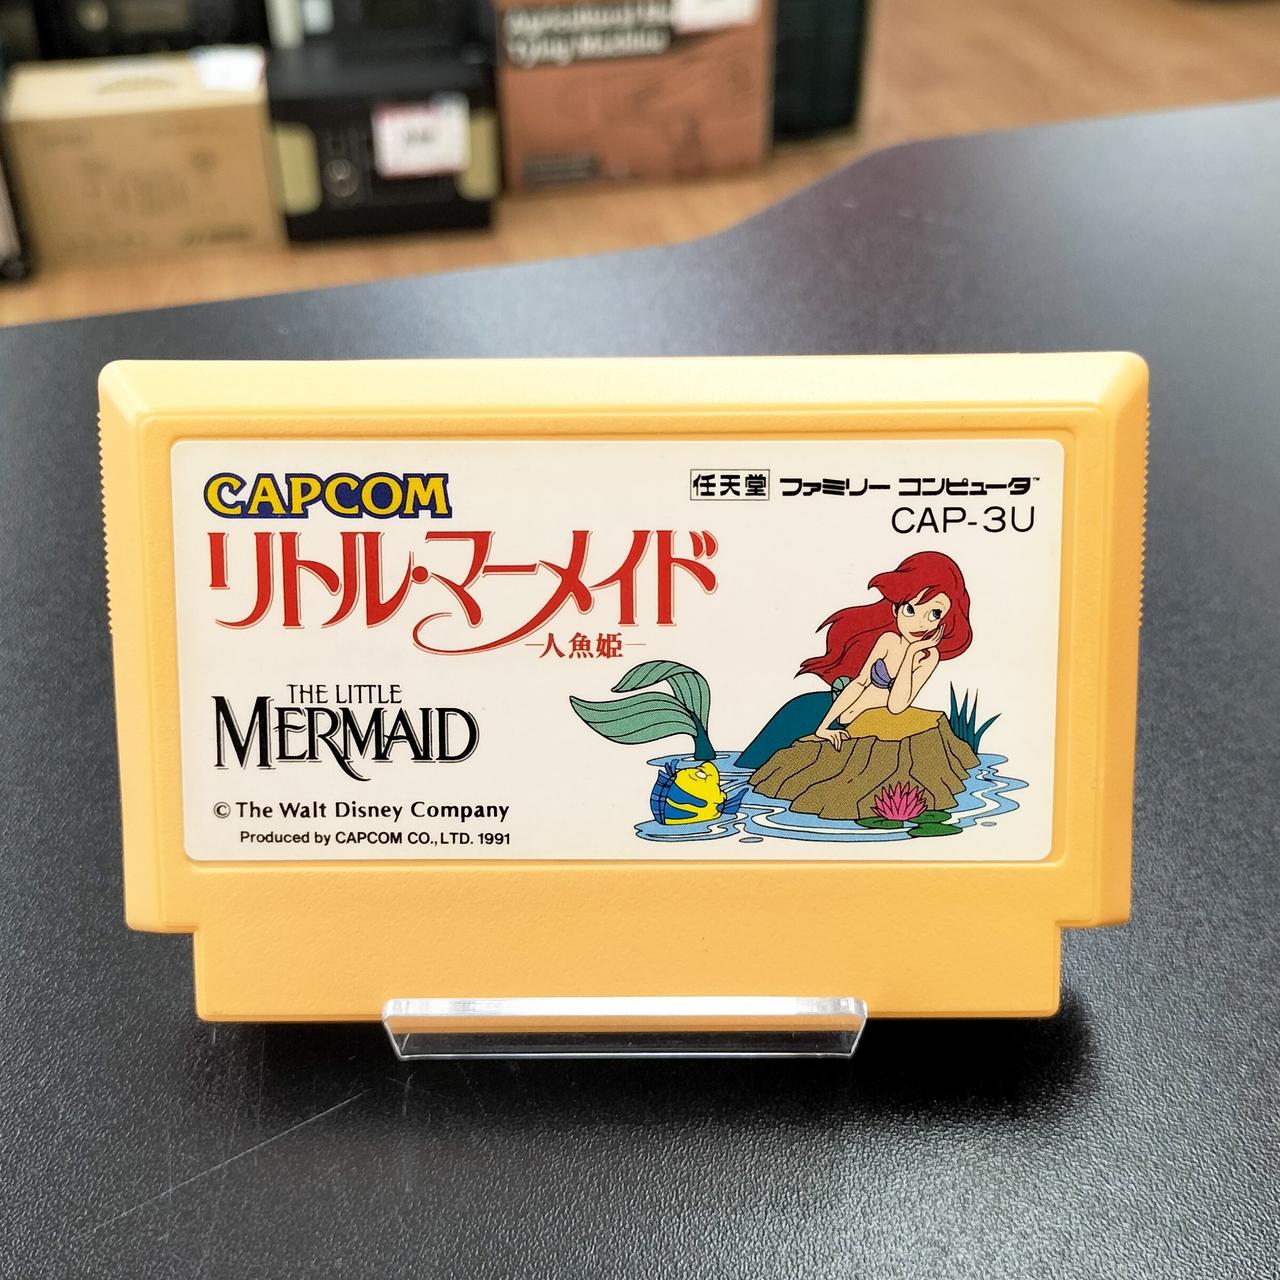 CAPCOM
任天堂 ファミリー コンピュータ™
CAP-3U
リトル・マーメイド
―人魚姫―
THE LITTLE
MERMAID
© The Walt Disney Company
Produced by CAPCOM CO., LTD. 1991